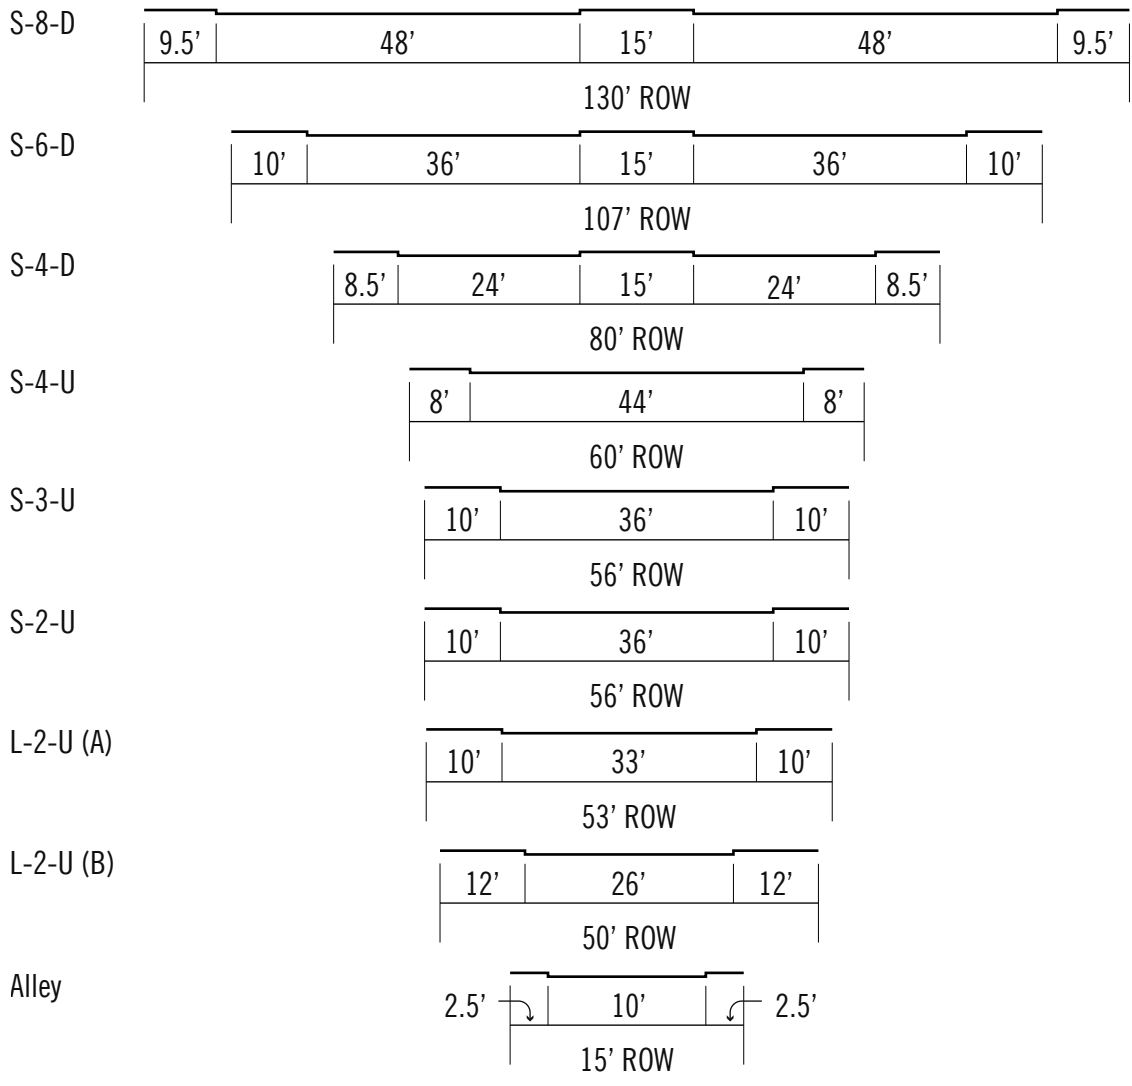 S-8-D
9.5’ 48’ 15’ 48’ 9.5’
130’ ROW
S-6-D
10’ 36’ 15’ 36’ 10’
107’ ROW
S-4-D
8.5’ 24’ 15’ 24’ 8.5’
80’ ROW
S-4-U
8’ 44’ 8’
60’ ROW
S-3-U
10’ 36’ 10’
56’ ROW
S-2-U
10’ 36’ 10’
56’ ROW
L-2-U (A)
10’ 33’ 10’
53’ ROW
L-2-U (B)
12’ 26’ 12’
50’ ROW
Alley
2.5’ 10’ 2.5’
15’ ROW